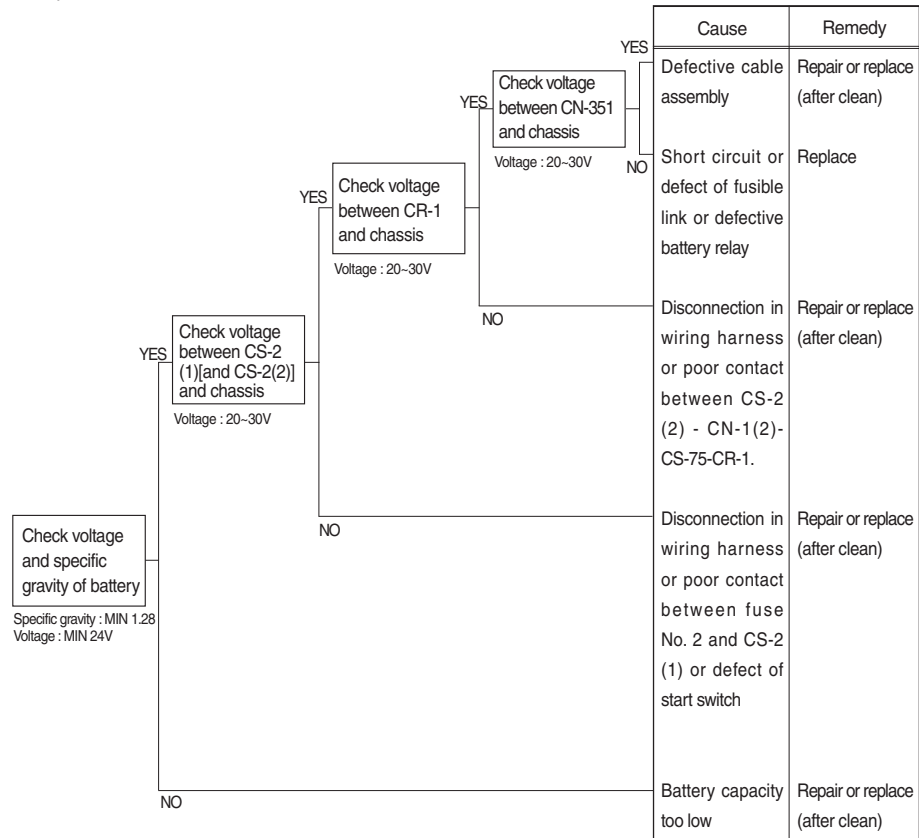 Cause
Remedy
YES
Defective cable
assembly
Repair or replace
(after clean)
Check voltage
between CN-351
and chassis
YES
Voltage : 20~30V
NO
Short circuit or
defect of fusible
link or defective
battery relay
Replace
YES
Check voltage
between CR-1
and chassis
Voltage : 20~30V
NO
Disconnection in
wiring harness
or poor contact
between CS-2
(2) - CN-1(2)-
CS-75-CR-1.
Repair or replace
(after clean)
YES
Check voltage
between CS-2
(1)[and CS-2(2)]
and chassis
Voltage : 20~30V
NO
Disconnection in
wiring harness
or poor contact
between fuse
No. 2 and CS-2
(1) or defect of
start switch
Repair or replace
(after clean)
Check voltage
and specific
gravity of battery
Specific gravity : MIN 1.28
Voltage : MIN 24V
NO
Battery capacity
too low
Repair or replace
(after clean)